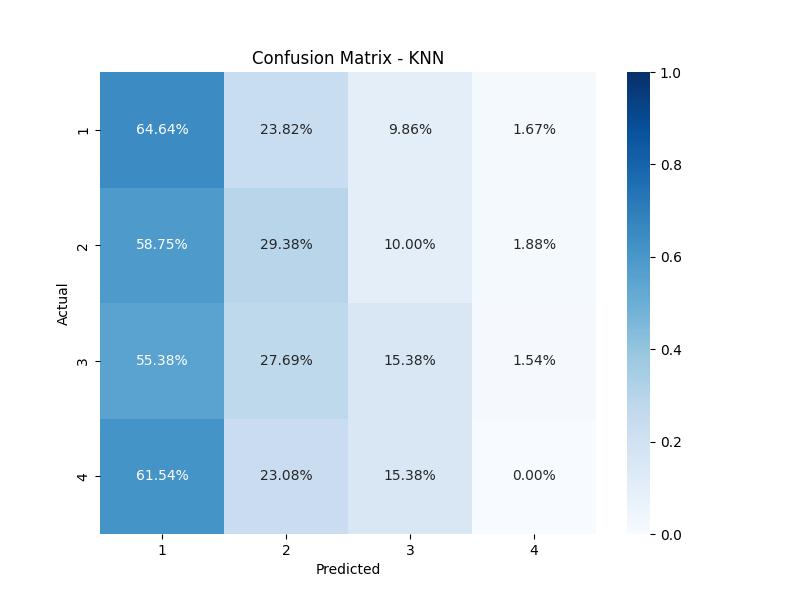 Confusion Matrix - KNN
Actual
1 64.64% 23.82% 9.86% 1.67%
2 58.75% 29.38% 10.00% 1.88%
3 55.38% 27.69% 15.38% 1.54%
4 61.54% 23.08% 15.38% 0.00%
1 2 3 4
Predicted
1.0
0.8
0.6
0.4
0.2
0.0